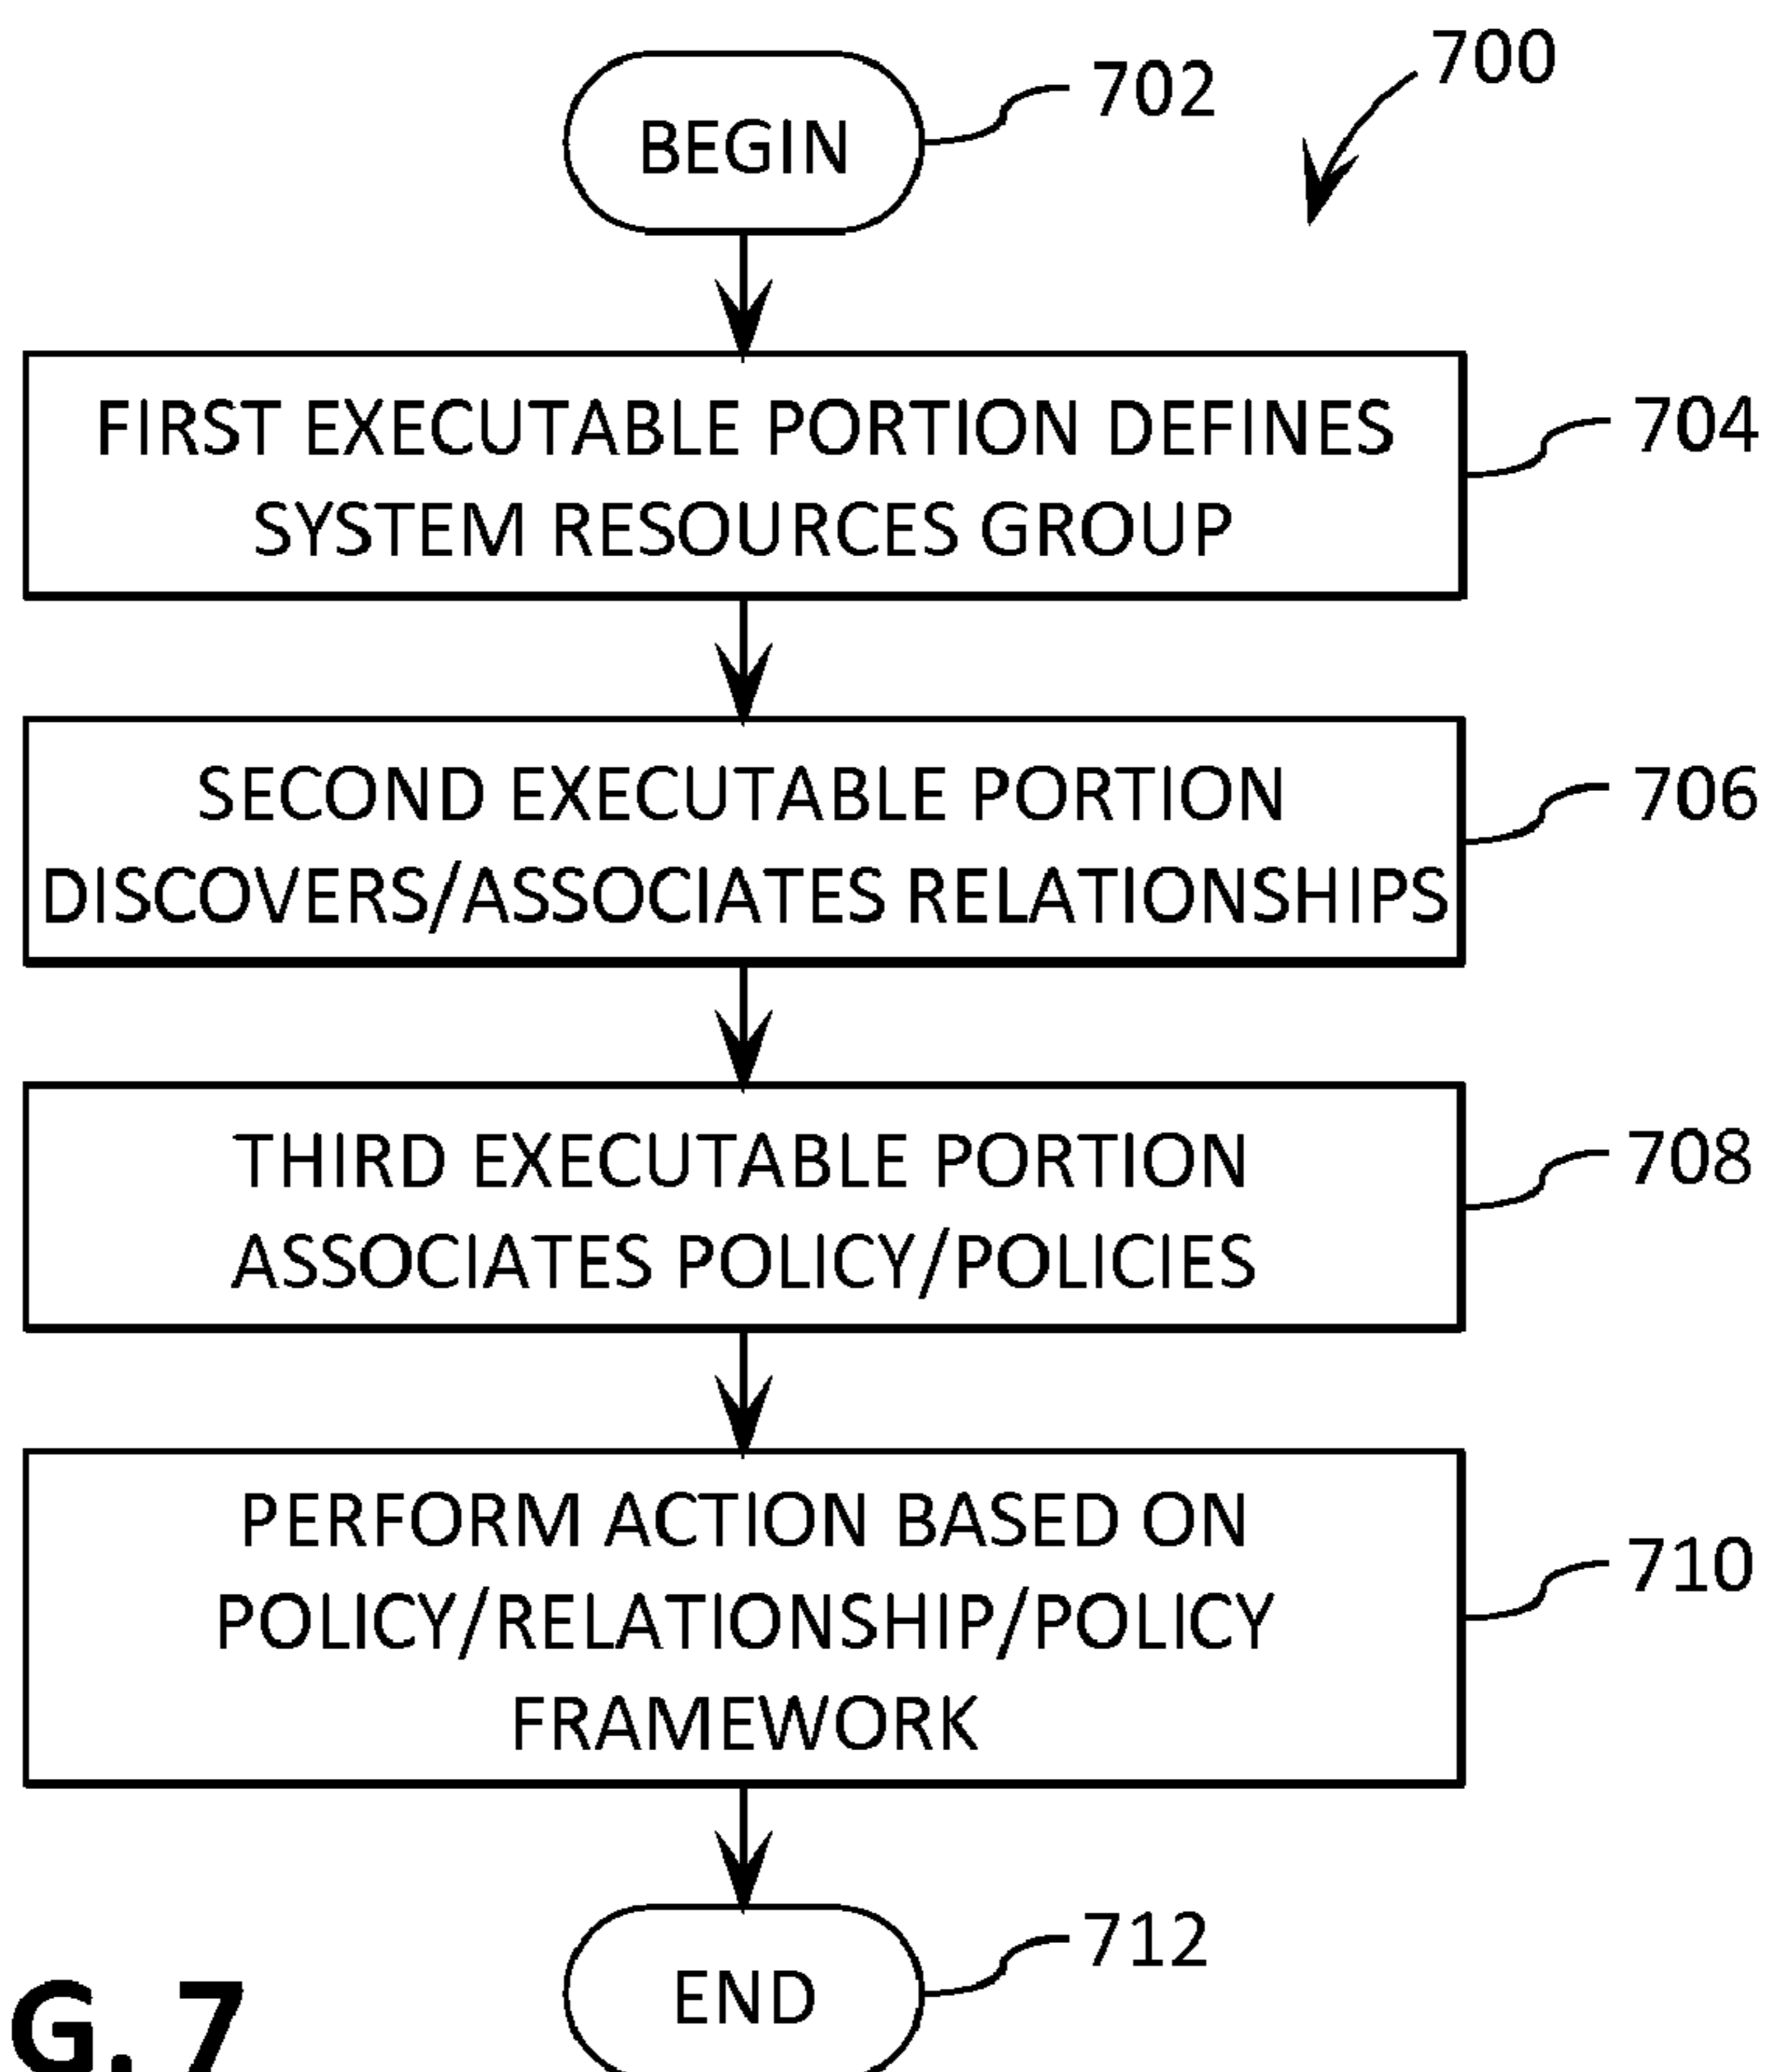 700
702
BEGIN
FIRST EXECUTABLE PORTION DEFINES
SYSTEM RESOURCES GROUP
704
SECOND EXECUTABLE PORTION
DISCOVERS/ASSOCIATES RELATIONSHIPS
706
THIRD EXECUTABLE PORTION
ASSOCIATES POLICY/POLICIES
708
PERFORM ACTION BASED ON
POLICY/RELATIONSHIP/POLICY
FRAMEWORK
710
END
712
G. 7